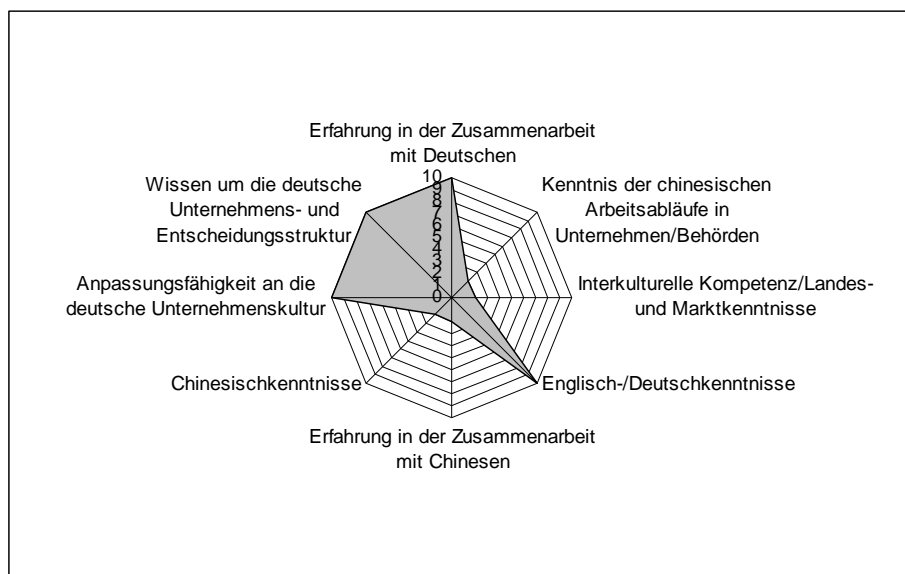 Erfahrung in der Zusammenarbeit
mit Deutschen
Kenntnis der chinesischen
Arbeitsabläufe in
Unternehmen/Behörden
Interkulturelle Kompetenz/Landes-
und Marktkenntnisse
Englisch-/Deutschkenntnisse
Erfahrung in der Zusammenarbeit
mit Chinesen
Chinesischkenntnisse
Anpassungsfähigkeit an die
deutsche Unternehmenskultur
Wissen um die deutsche
Unternehmens- und
Entscheidungsstruktur
10
9
8
7
6
5
4
3
2
1
0